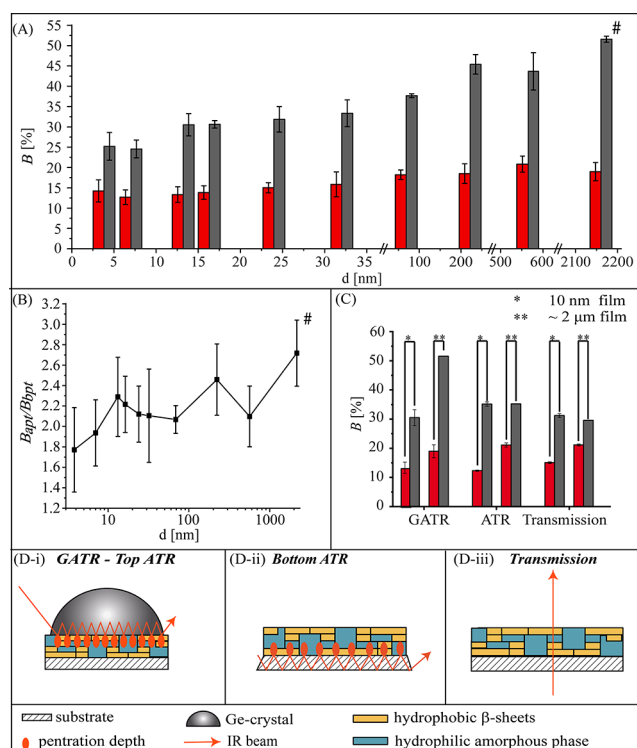 (A)
#
55
50
45
40
35
30
25
20
15
10
5
0
B [%]
5 10 15 20 25 30 35 100 200 500 600 2100 2200
d [nm]
(B)
#
3.2
3.0
2.8
2.6
2.4
2.2
2.0
1.8
1.6
1.4
1.2
Bapt/Bbpt
10 100 1000
d [nm]
(C)
* 10 nm film
** ~ 2 μm film
60
50
40
30
20
10
0
B [%]
* ** * ** * **
GATR ATR Transmission
(D-i) GATR - Top ATR
(D-ii) Bottom ATR
(D-iii) Transmission
substrate Ge-crystal hydrophobic β-sheets
pentration depth IR beam hydrophilic amorphous phase